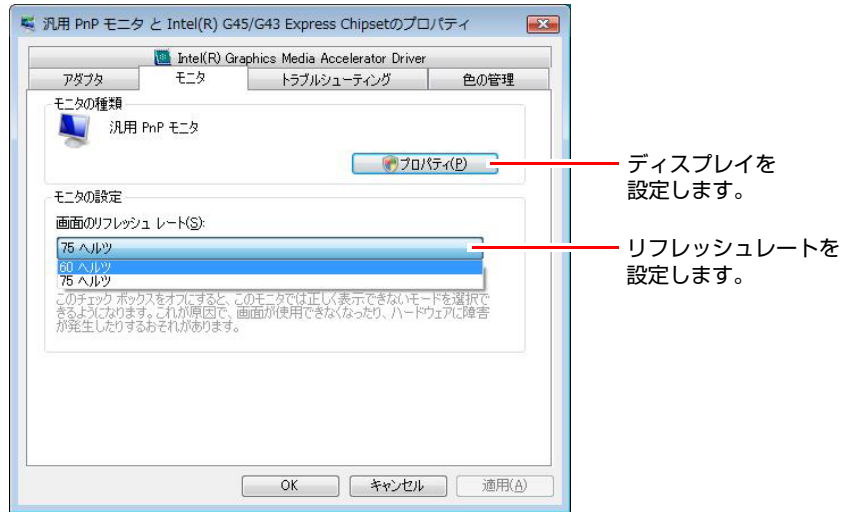 汎用 PnP モニタ と Intel(R) G45/G43 Express Chipsetのプロパティ
Intel(R) Graphics Media Accelerator Driver
アダプタ モニタ トラブルシューティング 色の管理
モニタの種類
汎用 PnP モニタ
プロパティ(P)
ディスプレイを
設定します。
モニタの設定
画面のリフレッシュ レート(S):
75 ヘルツ
リフレッシュレートを
設定します。
60 ヘルツ
75 ヘルツ
このチェック ボックスをオフにすると、このモニタでは正しく表示できないモードを選択で
きるようになります。これが原因で、画面が使用できなくなったり、ハードウェアに障害
が発生したりするおそれがあります。
OK キャンセル 適用(A)